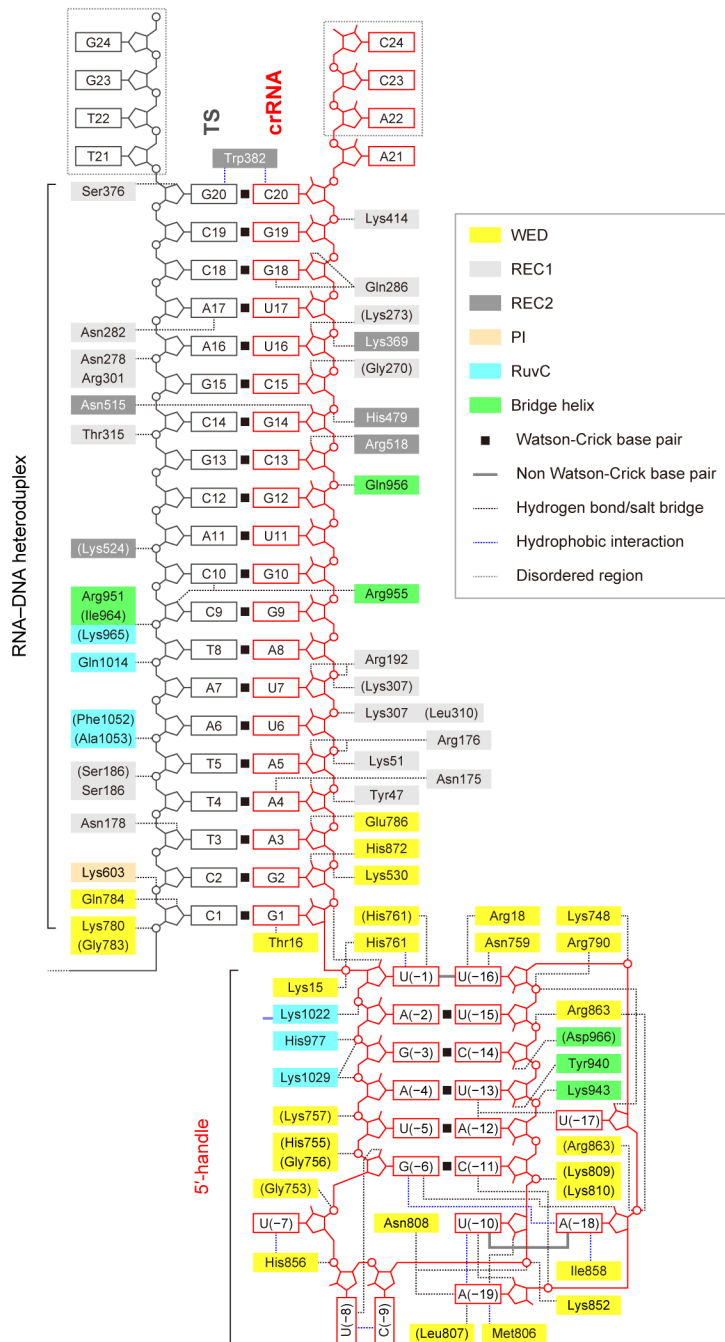 G24
C24
G23
C23
T22
A22
TS
crRNA
T21
A21
Trp382
Ser376
G20
C20
Lys414
C19
G19
C18
G18
Gln286
A17
U17
(Lys273)
Asn282
A16
U16
Lys369
Asn278
Arg301
G15
C15
(Gly270)
Asn515
C14
G14
His479
Thr315
Arg518
G13
C13
Gln956
C12
G12
A11
U11
(Lys524)
C10
G10
Arg951
Arg955
(Ile964)
C9
G9
(Lys965)
T8
A8
Gln1014
Arg192
A7
U7
(Lys307)
Lys307
(Leu310)
(Phe1052)
A6
U6
(Ala1053)
Arg176
T5
A5
Lys51
(Ser186)
Asn175
Ser186
T4
A4
Tyr47
Asn178
Glu786
T3
A3
His872
Lys603
C2
G2
Lys530
Gln784
C1
G1
Lys780
(Gly783)
Thr16
RNA–DNA heteroduplex
WED
REC1
REC2
PI
RuvC
Bridge helix
Watson-Crick base pair
Non Watson-Crick base pair
Hydrogen bond/salt bridge
Hydrophobic interaction
Disordered region
(His761)
Arg18
Lys748
His761
Asn759
Arg790
Lys15
U(−1)
U(−16)
Lys1022
A(−2)
U(−15)
Arg863
His977
G(−3)
C(−14)
(Asp966)
Tyr940
Lys1029
A(−4)
U(−13)
Lys943
(Lys757)
U(−5)
A(−12)
U(−17)
(His755)
(Gly756)
G(−6)
C(−11)
(Arg863)
(Lys809)
(Lys810)
(Gly753)
U(−7)
Asn808
U(−10)
A(−18)
His856
Ile858
U(−8)
C(−9)
A(−19)
Lys852
(Leu807)
Met806
5′-handle